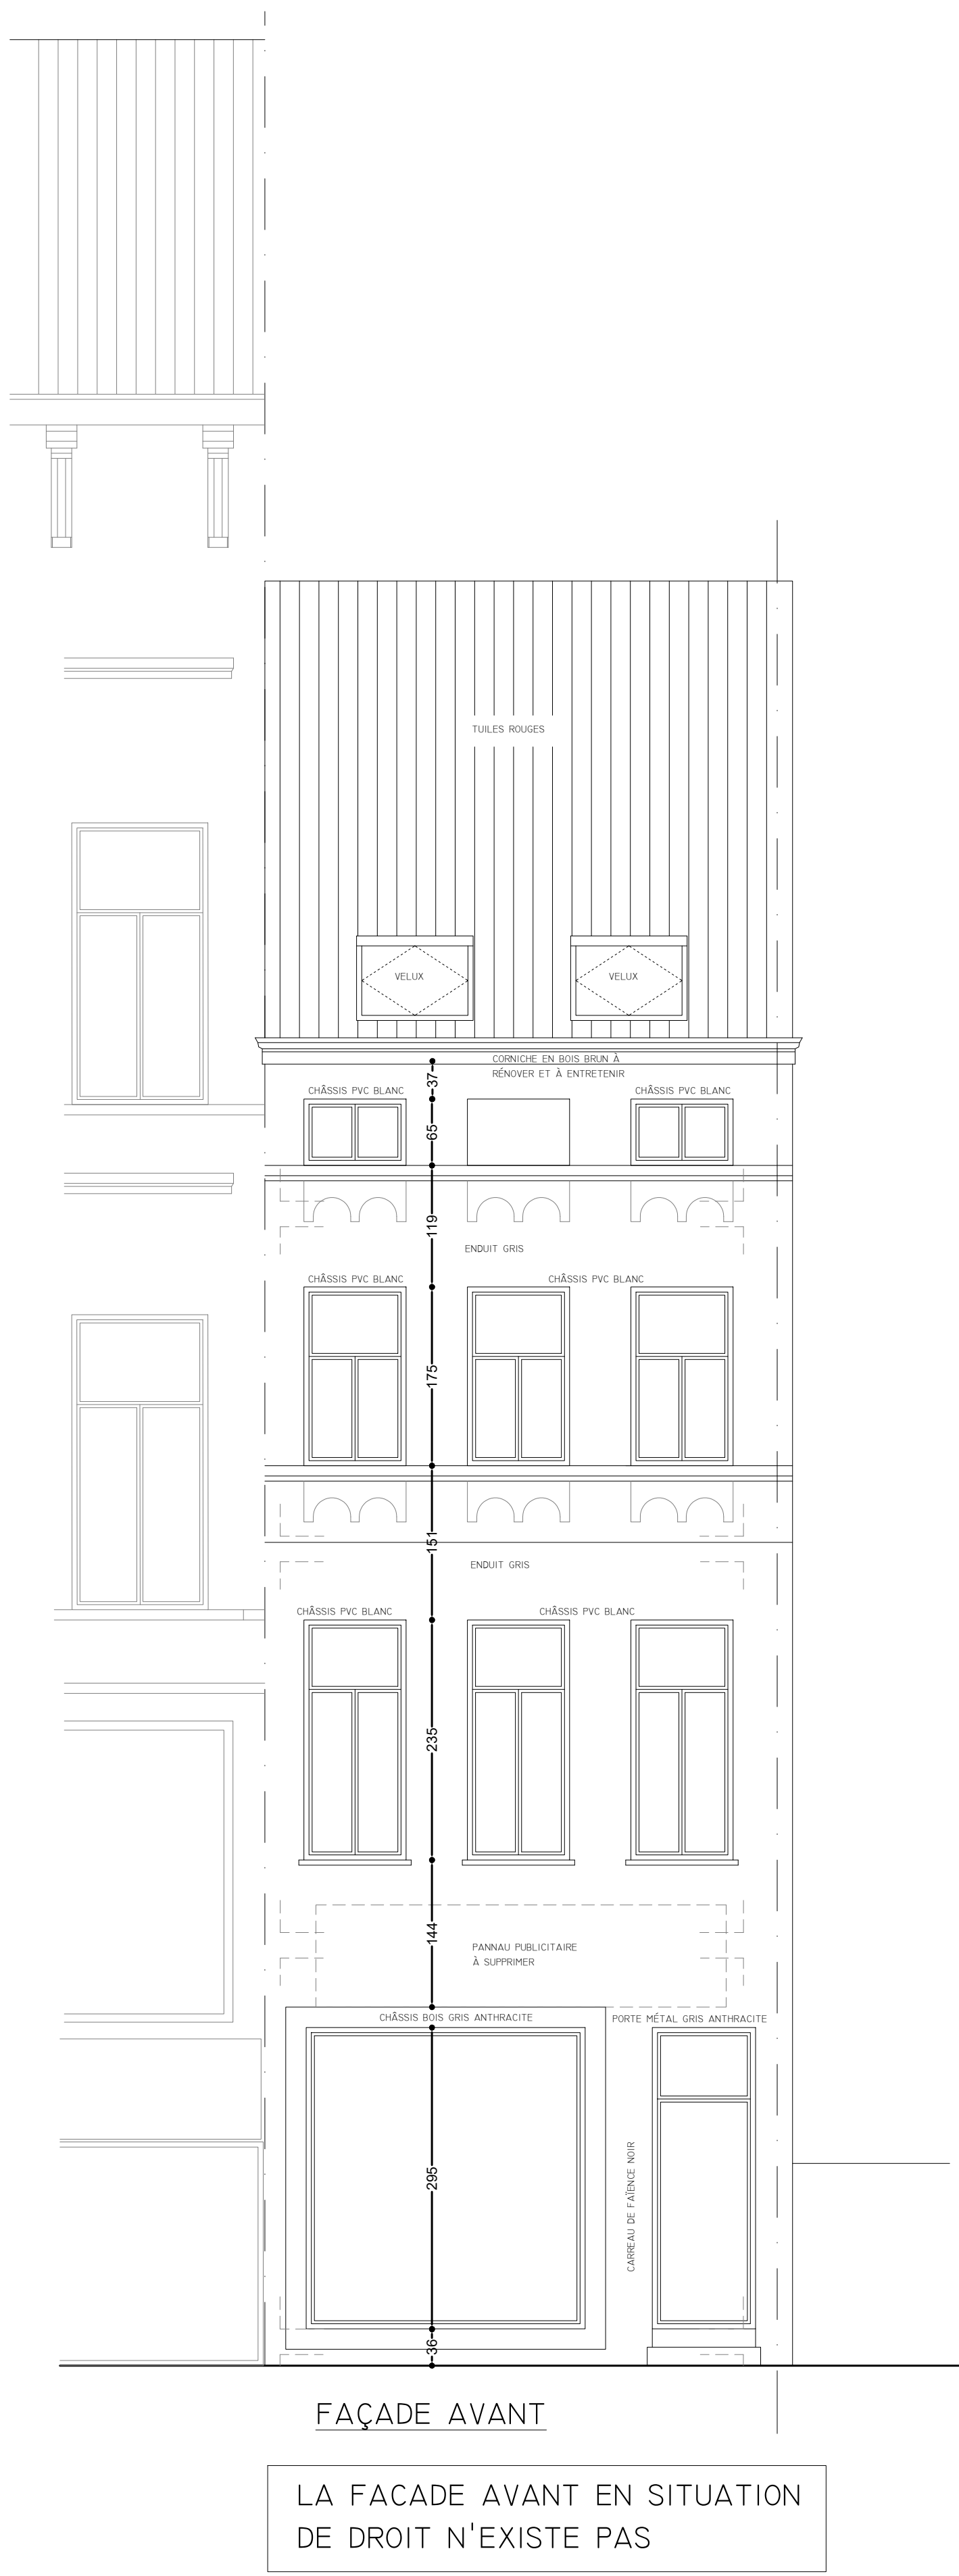 TUILES ROUGES
VELUX
VELUX
CORNICHE EN BOIS BRUN À
RÉNOVER ET À ENTRETENIR
37
CHÂSSIS PVC BLANC
CHÂSSIS PVC BLANC
65
119
ENDUIT GRIS
CHÂSSIS PVC BLANC
CHÂSSIS PVC BLANC
175
151
ENDUIT GRIS
CHÂSSIS PVC BLANC
CHÂSSIS PVC BLANC
235
144
PANNAU PUBLICITAIRE
À SUPPRIMER
CHÂSSIS BOIS GRIS ANTHRACITE
PORTE MÉTAL GRIS ANTHRACITE
295
CARREAU DE FAÏENCE NOIR
36
FAÇADE AVANT
LA FACADE AVANT EN SITUATION
DE DROIT N'EXISTE PAS